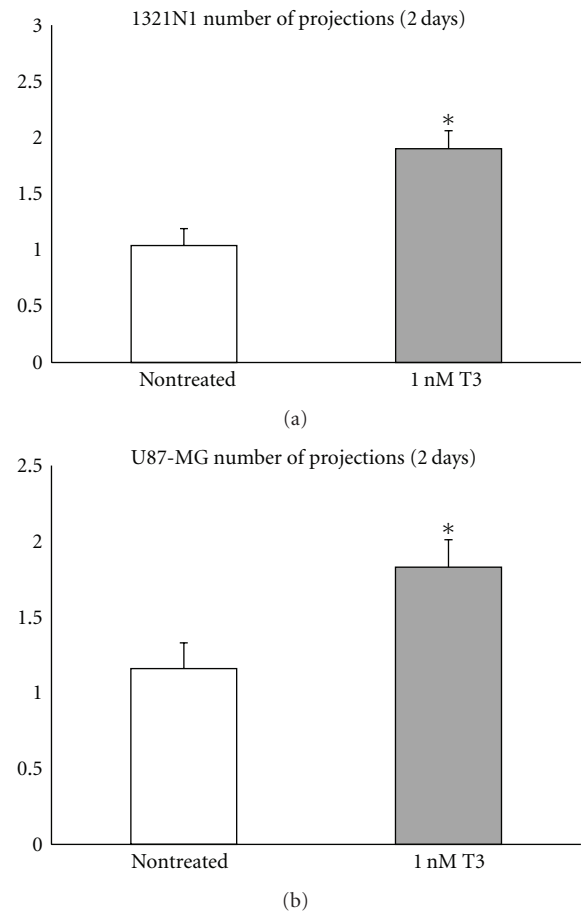 1321N1 number of projections (2 days)
3
2.5
2
1.5
1
0.5
0
*
Nontreated
1 nM T3
(a)
U87-MG number of projections (2 days)
2.5
2
1.5
1
0.5
0
*
Nontreated
1 nM T3
(b)